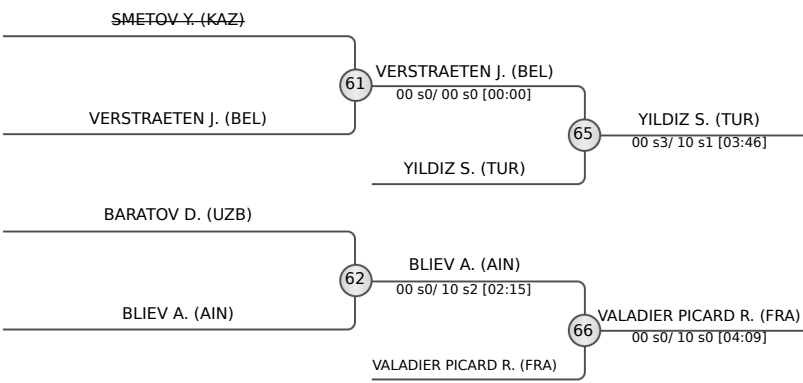 SMETOV Y. (KAZ)
61
VERSTRAETEN J. (BEL)
00 s0/ 00 s0 [00:00]
VERSTRAETEN J. (BEL)
65
YILDIZ S. (TUR)
00 s3/ 10 s1 [03:46]
YILDIZ S. (TUR)
BARATOV D. (UZB)
62
BLIEV A. (AIN)
00 s0/ 10 s2 [02:15]
BLIEV A. (AIN)
66
VALADIER PICARD R. (FRA)
00 s0/ 10 s0 [04:09]
VALADIER PICARD R. (FRA)